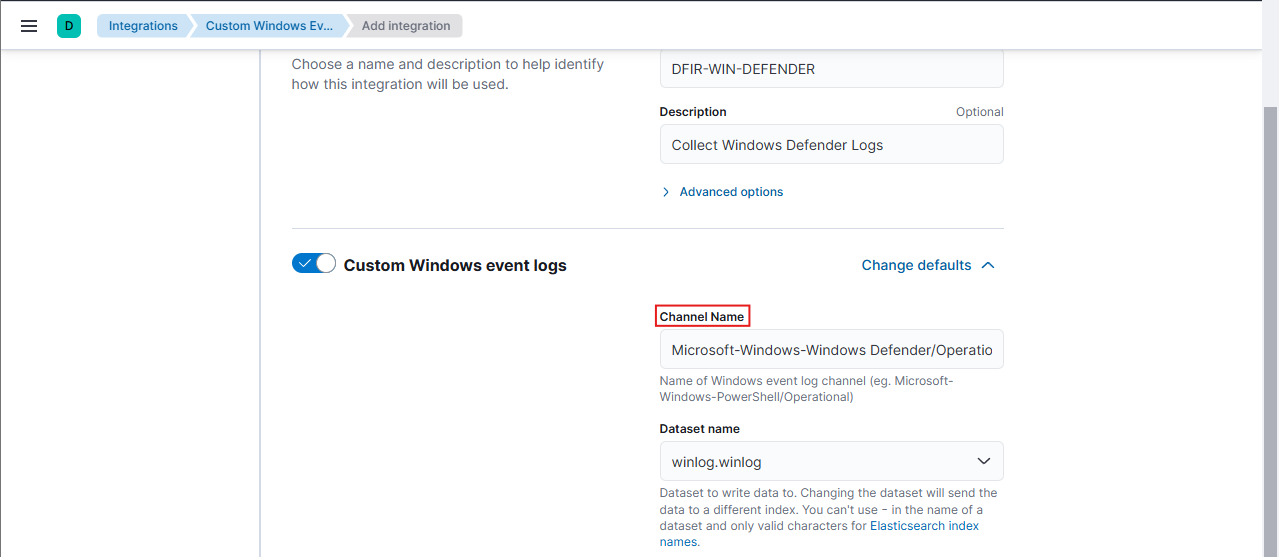 D Integrations Custom Windows Ev... Add integration
Choose a name and description to help identify
how this integration will be used.
DFIR-WIN-DEFENDER
Description Optional
Collect Windows Defender Logs
Advanced options
Custom Windows event logs Change defaults
Channel Name
Microsoft-Windows-Windows Defender/Operatio
Name of Windows event log channel (eg. Microsoft-
Windows-PowerShell/Operational)
Dataset name
winlog.winlog
Dataset to write data to. Changing the dataset will send the
data to a different index. You can't use - in the name of a
dataset and only valid characters for Elasticsearch index
names.